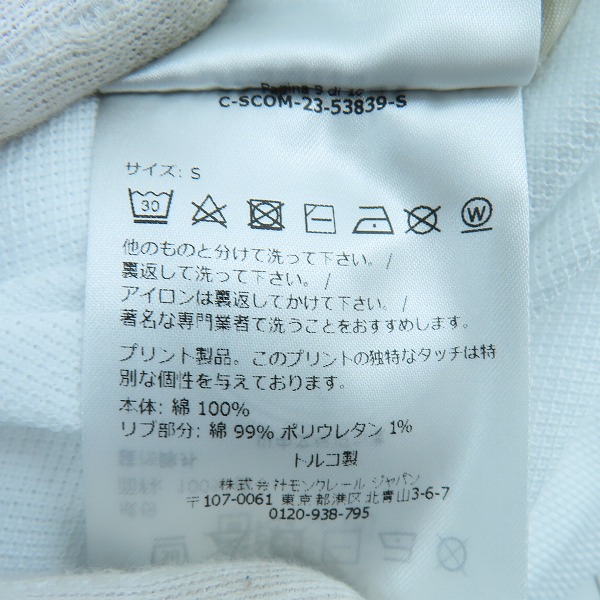 Pagina 9 di 10
C-SCOM-23-53839-S
サイズ: S
30 W
他のものと分けて洗って下さい。/
裏返して洗って下さい。/
アイロンは裏返してかけて下さい。/
著名な専門業者で洗うことをおすすめします。
プリント製品。このプリントの独特なタッチは特
別な個性を与えております。
本体: 綿 100%
リブ部分: 綿 99% ポリウレタン 1%
トルコ製
株式会社モンクレール ジャパン
〒107-0061 東京都港区北青山3-6-7
0120-938-795